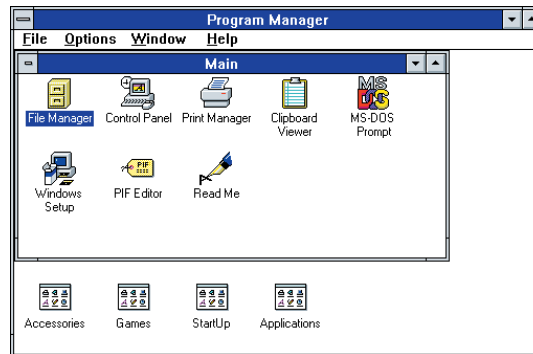 Program Manager
File Options Window Help
Main
File Manager Control Panel Print Manager Clipboard Viewer MS-DOS Prompt
Windows Setup PIF Editor Read Me
Accessories Games StartUp Applications